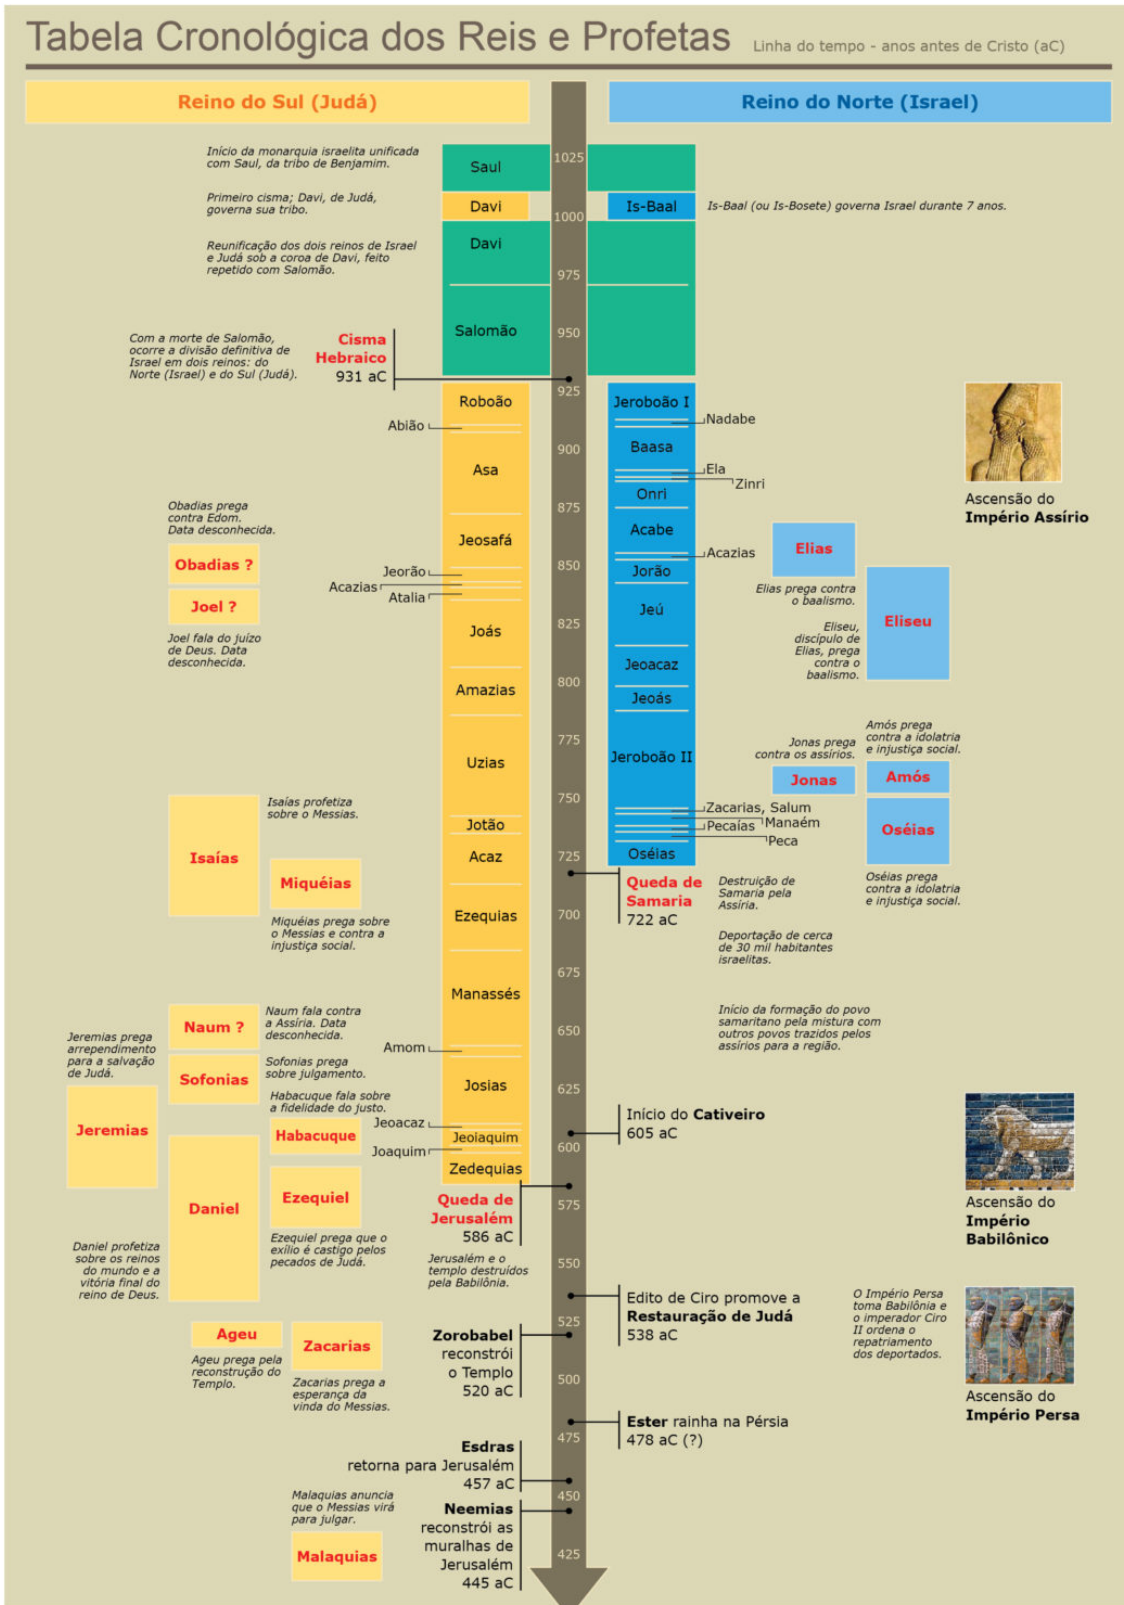 Tabela Cronológica dos Reis e Profetas
Linha do tempo - anos antes de Cristo (aC)
Reino do Sul (Judá)
Reino do Norte (Israel)
Início da monarquia israelita unificada
com Saul, da tribo de Benjamim.
Saul
1025
Primeiro cisma; Davi, de Judá,
governa sua tribo.
Davi
1000
Is-Baal
Is-Baal (ou Is-Bosete) governa Israel durante 7 anos.
Reunificação dos dois reinos de Israel
e Judá sob a coroa de Davi, feito
repetido com Salomão.
Davi
975
Salomão
950
Com a morte de Salomão,
ocorre a divisão definitiva de
Israel em dois reinos: do
Norte (Israel) e do Sul (Judá).
Cisma
Hebraico
931 aC
925
Roboão
Jeroboão I
Abião
Nadabe
900
Baasa
Asa
Ela
Zinri
Onri
Ascensão do
Império Assírio
875
Obadias prega
contra Edom.
Data desconhecida.
Jeosafá
Acabe
Elias
Acazias
Obadias ?
850
Jeorão
Jorão
Acazias
Atalia
Elias prega contra
o baalismo.
Joel ?
Jeú
Eliseu
Eliseu,
discípulo de
Elias, prega
contra o
baalismo.
825
Joás
Joel fala do juízo
de Deus. Data
desconhecida.
Jeoacaz
800
Amazias
Jeoás
775
Uzias
Jeroboão II
Jonas prega
contra os assírios.
Amós prega
contra a idolatria
e injustiça social.
Jonas
Amós
750
Isaías profetiza
sobre o Messias.
Zacarias, Salum
Manaém
Jotão
Pecaías
Peca
Oséias
Isaías
Acaz
725
Oséias
Miquéias
Queda de
Samaria
722 aC
Destruição de
Samaria pela
Assíria.
Oséias prega
contra a idolatria
e injustiça social.
Ezequias
700
Miquéias prega sobre
o Messias e contra a
injustiça social.
Deportação de cerca
de 30 mil habitantes
israelitas.
675
Manassés
Início da formação do povo
samaritano pela mistura com
outros povos trazidos pelos
assírios para a região.
Naum ?
Naum fala contra
a Assíria. Data
desconhecida.
650
Jeremias prega
arrependimento
para a salvação
de Judá.
Amom
Sofonias
Sofonias prega
sobre julgamento.
Josias
625
Habacuque fala sobre
a fidelidade do justo.
Jeremias
Jeoacaz
Início do Cativeiro
605 aC
Habacuque
Jeoiaquim
600
Joaquim
Zedequias
Daniel
Ezequiel
Queda de
Jerusalém
586 aC
575
Ascensão do
Império
Babilônico
Ezequiel prega que o
exílio é castigo pelos
pecados de Judá.
Daniel profetiza
sobre os reinos
do mundo e a
vitória final do
reino de Deus.
Jerusalém e o
templo destruídos
pela Babilônia.
550
Edito de Ciro promove a
Restauração de Judá
538 aC
O Império Persa
toma Babilônia e
o imperador Ciro
II ordena o
repatriamento
dos deportados.
525
Ageu
Zacarias
Zorobabel
reconstrói
o Templo
520 aC
Ageu prega pela
reconstrução do
Templo.
500
Zacarias prega a
esperança da
vinda do Messias.
Ascensão do
Império Persa
Ester rainha na Pérsia
478 aC (?)
475
Esdras
retorna para Jerusalém
457 aC
450
Malaquias anuncia
que o Messias virá
para julgar.
Neemias
reconstrói as
muralhas de
Jerusalém
445 aC
Malaquias
425